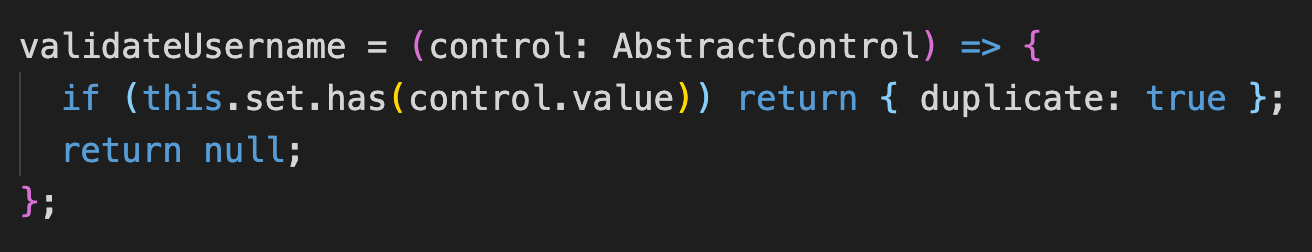 validateUsername = (control: AbstractControl) => {
  if (this.set.has(control.value)) return { duplicate: true };
  return null;
};